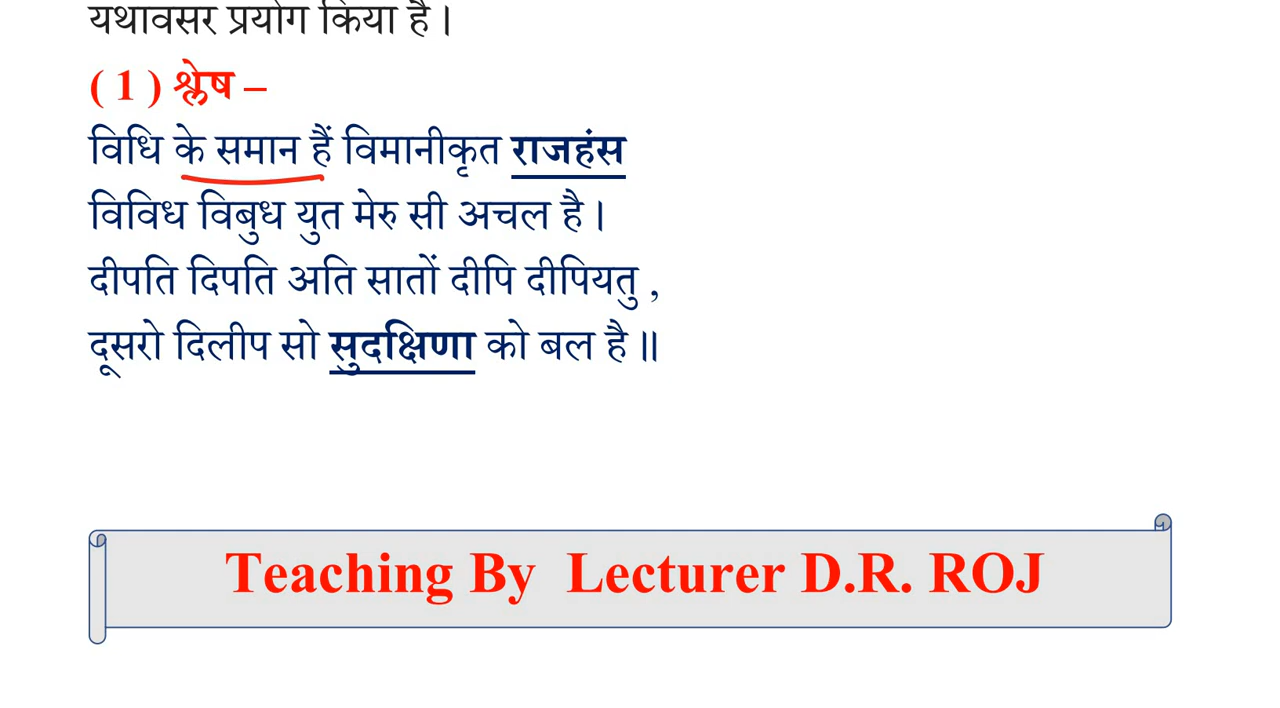 यथावसर प्रयोग किया है।
( 1 ) श्लेष –
विधि के समान हैं विमानीकृत राजहंस
विविध विबुध युत मेरु सी अचल है।
दीपति दिपति अति सातों दीपि दीपियतु ,
दूसरो दिलीप सो सुदक्षिणा को बल है॥
Teaching By Lecturer D.R. ROJ